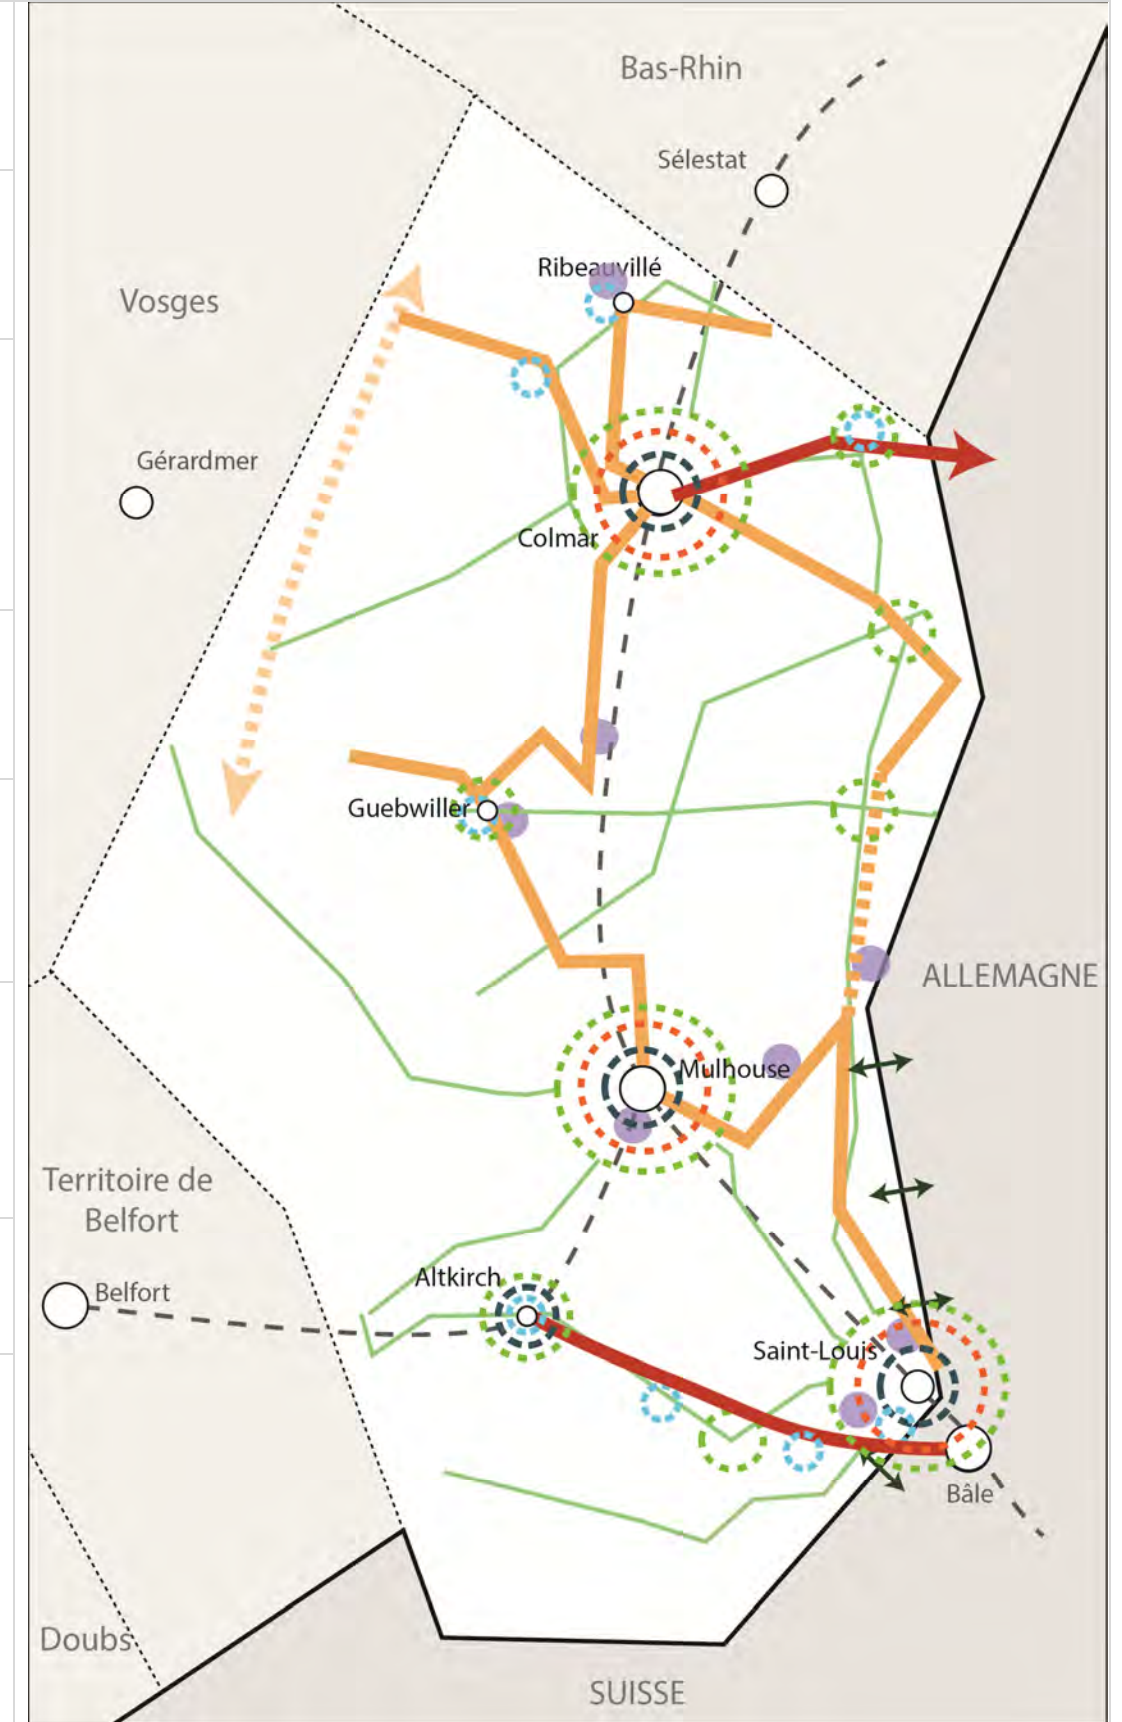 Bas-Rhin
Sélestat
Ribeauvillé
Vosges
Gérardmer
Colmar
Guebwiller
ALLEMAGNE
Mulhouse
Territoire de
Belfort
Altkirch
Belfort
Saint-Louis
Bâle
Doubs
SUISSE